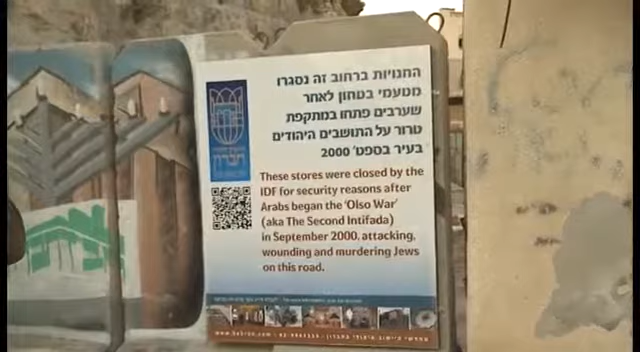 החנויות ברחוב זה נסגרו
מטעמי בטחון לאחר
שערבים פתחו במתקפת
טרור על התושבים היהודים
בעיר בספט' 2000
חברון
These stores were closed by the
IDF for security reasons after
Arabs began the 'Olso War'
(aka The Second Intifada)
in September 2000, attacking,
wounding and murdering Jews
on this road.